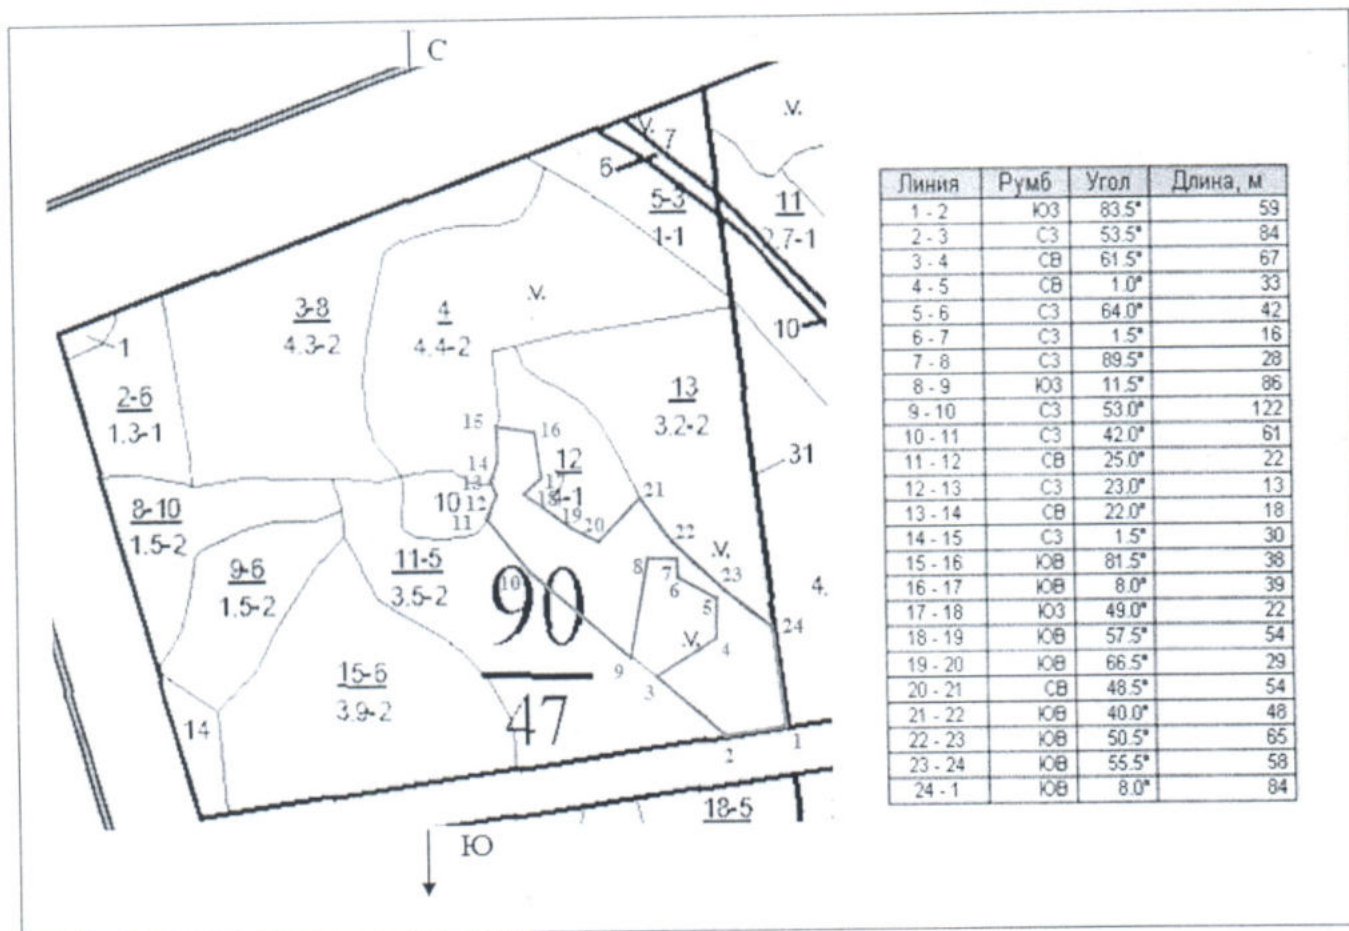 С
.V.
V.
7
6
5-3
1-1
11
.7-1
3-8
4.3-2
4
4.4-2
.V.
10
1
2-6
1.3-1
13
3.2-2
15
16
31
14
12
17
13
10
12
18
4-1
21
11
19
20
22
8-10
1.5-2
9-6
1.5-2
11-5
3.5-2
.V.
8
7
23
10
6
5
4.
90
24
.V.
4
9
3
15-6
3.9-2
47
14
2
1
18-5
Ю
Линия Румб Угол Длина, м
1 - 2 ЮЗ 83.5° 59
2 - 3 СЗ 53.5° 84
3 - 4 СВ 61.5° 67
4 - 5 СВ 1.0° 33
5 - 6 СЗ 64.0° 42
6 - 7 СЗ 1.5° 16
7 - 8 СЗ 89.5° 28
8 - 9 ЮЗ 11.5° 86
9 - 10 СЗ 53.0° 122
10 - 11 СЗ 42.0° 61
11 - 12 СВ 25.0° 22
12 - 13 СЗ 23.0° 13
13 - 14 СВ 22.0° 18
14 - 15 СЗ 1.5° 30
15 - 16 ЮВ 81.5° 38
16 - 17 ЮВ 8.0° 39
17 - 18 ЮЗ 49.0° 22
18 - 19 ЮВ 57.5° 54
19 - 20 ЮВ 66.5° 29
20 - 21 СВ 48.5° 54
21 - 22 ЮВ 40.0° 48
22 - 23 ЮВ 50.5° 65
23 - 24 ЮВ 55.5° 58
24 - 1 ЮВ 8.0° 84